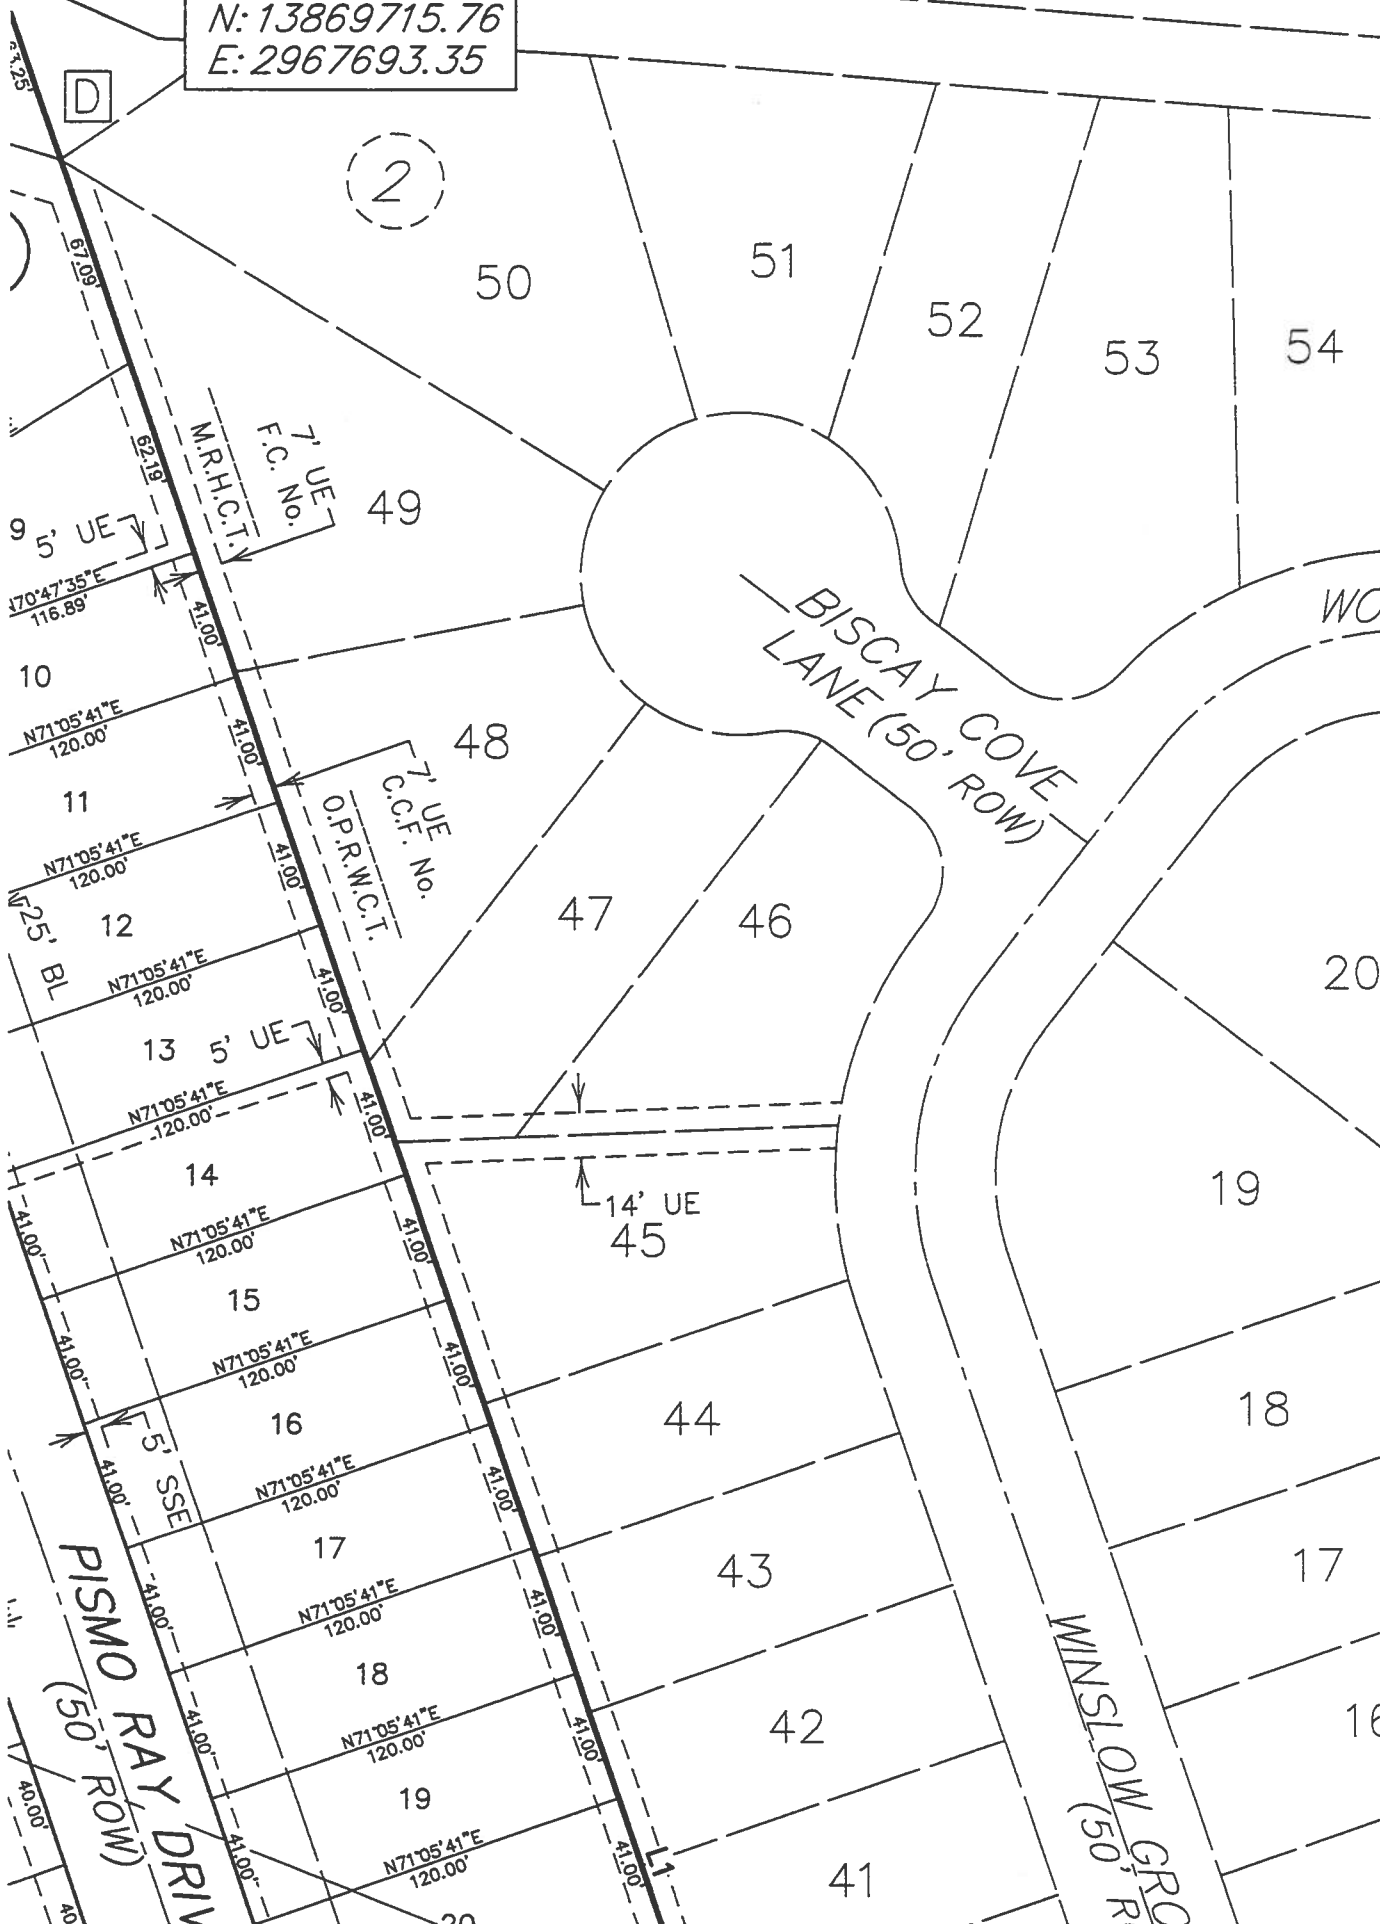 N: 13869715.76
E: 2967693.35
D
2
50
51
52
53
54
67.09'
62.19'
7' UE
F.C. No.
M.R.H.C.T.
49
9
5' UE
N70°47'35"E
116.89'
41.00'
10
N71°05'41"E
120.00'
41.00'
48
7' UE
C.C.F. No.
O.P.R.W.C.T.
11
N71°05'41"E
120.00'
41.00'
BISCAY COVE
LANE (50' ROW)
25' BL
12
N71°05'41"E
120.00'
41.00'
47
46
20
13
5' UE
N71°05'41"E
120.00'
41.00'
14
14' UE
45
19
41.00'
N71°05'41"E
120.00'
41.00'
15
41.00'
N71°05'41"E
120.00'
41.00'
16
44
18
5' SSE
41.00'
N71°05'41"E
120.00'
41.00'
17
43
17
41.00'
N71°05'41"E
120.00'
41.00'
18
42
16
41.00'
N71°05'41"E
120.00'
41.00'
19
41
41.00'
N71°05'41"E
120.00'
41.00'
L1
PISMO RAY
(50' ROW)
WINSLOW
(50'
40.00'